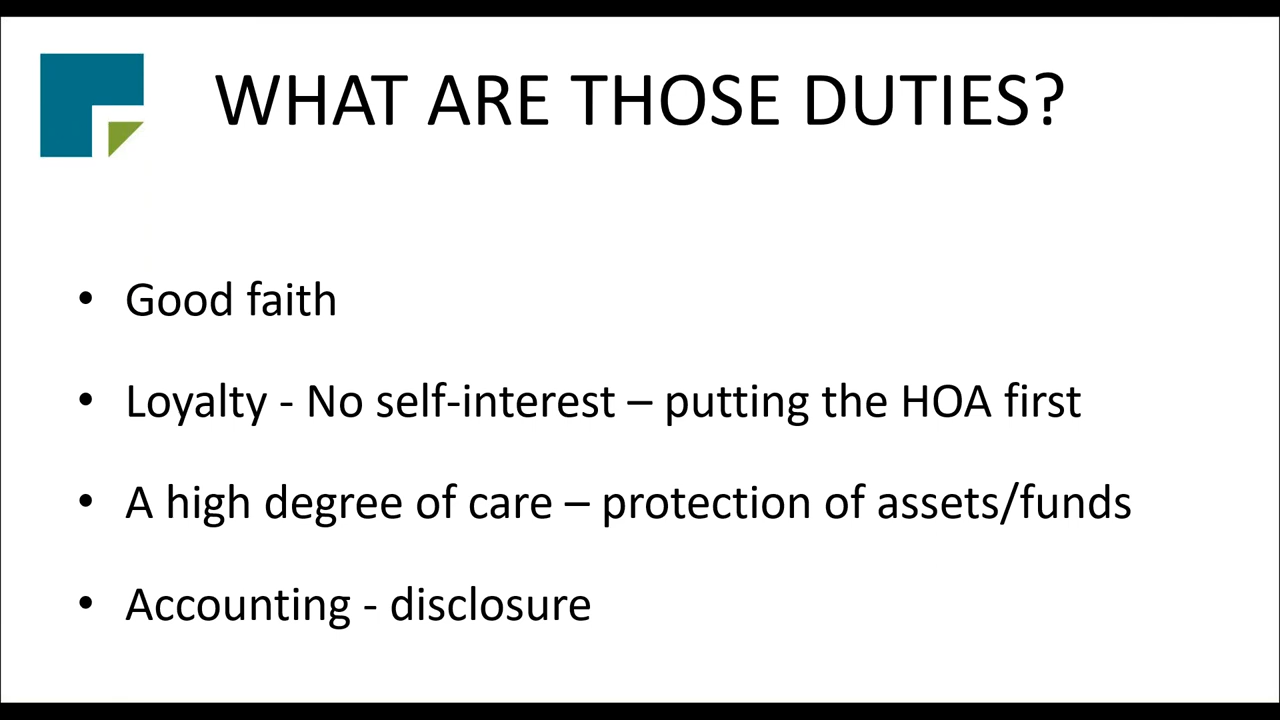 WHAT ARE THOSE DUTIES?
• Good faith
• Loyalty - No self-interest – putting the HOA first
• A high degree of care – protection of assets/funds
• Accounting - disclosure